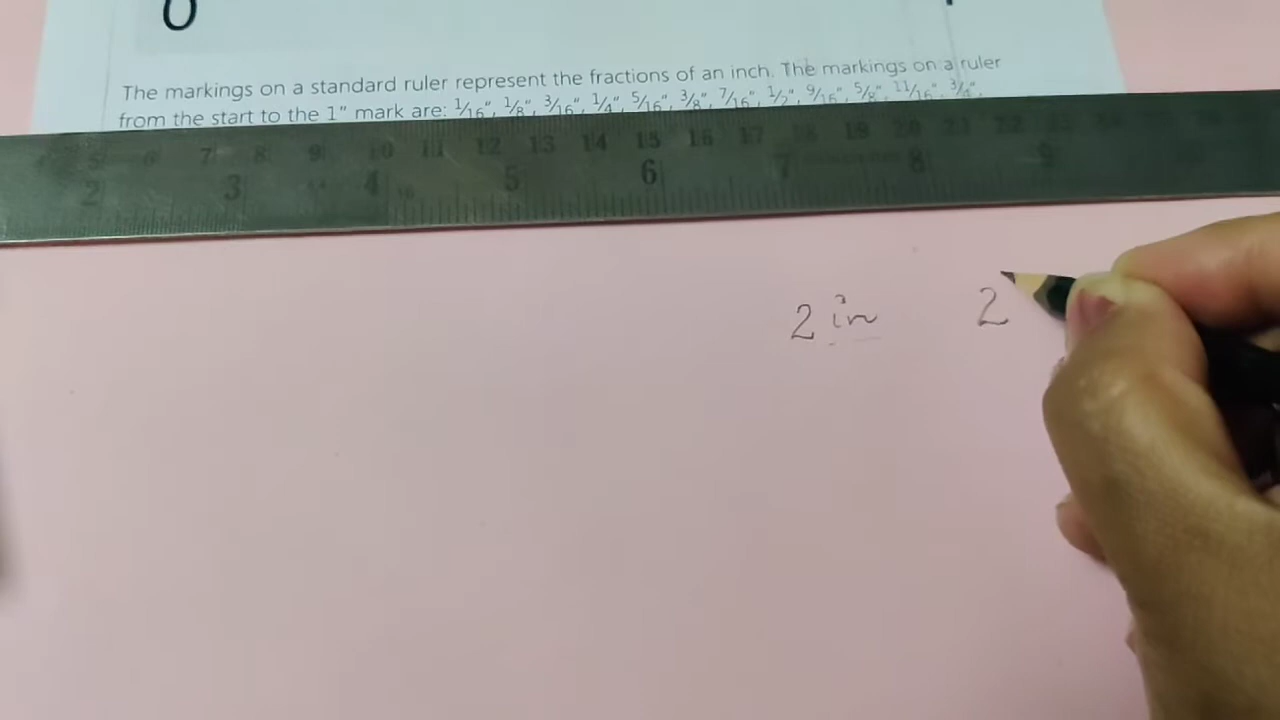 0
The markings on a standard ruler represent the fractions of an inch. The markings on a ruler
from the start to the 1" mark are: 1/16", 1/8", 3/16", 1/4", 5/16", 3/8", 7/16", 1/2", 9/16", 5/8", 11/16", 3/4",
5 6 7 8 9 10 11 12 13 14 15 16 17 18 19 20 21 22 23
2 3 4 5 6 7 8 9
2 in 2